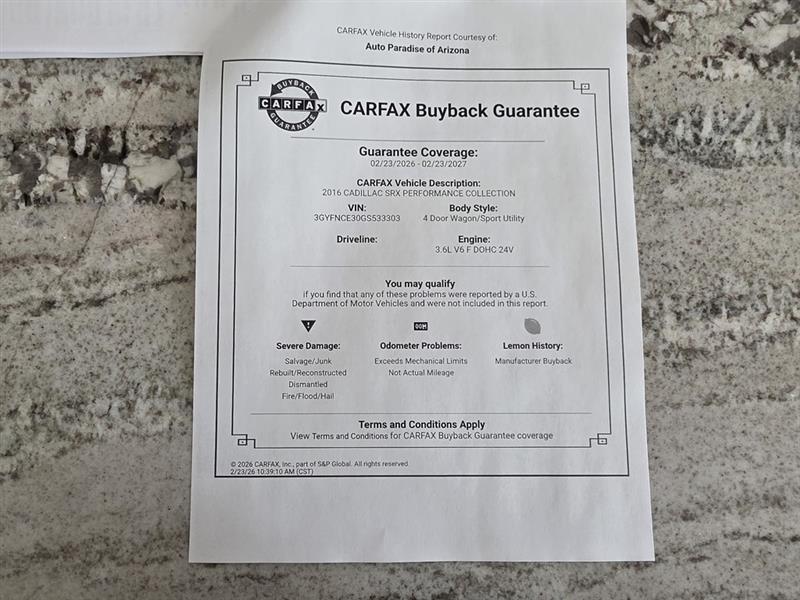 CARFAX Vehicle History Report Courtesy of:
Auto Paradise of Arizona
BUYBACK
CARFAX
GUARANTEE
CARFAX Buyback Guarantee
Guarantee Coverage:
02/23/2026 - 02/23/2027
CARFAX Vehicle Description:
2016 CADILLAC SRX PERFORMANCE COLLECTION
VIN:
3GYFNCE30GS533303
Body Style:
4 Door Wagon/Sport Utility
Driveline:
Engine:
3.6L V6 F DOHC 24V
You may qualify
if you find that any of these problems were reported by a U.S.
Department of Motor Vehicles and were not included in this report.
Severe Damage:
Salvage/Junk
Rebuilt/Reconstructed
Dismantled
Fire/Flood/Hail
Odometer Problems:
Exceeds Mechanical Limits
Not Actual Mileage
Lemon History:
Manufacturer Buyback
Terms and Conditions Apply
View Terms and Conditions for CARFAX Buyback Guarantee coverage
© 2026 CARFAX, Inc., part of S&P Global. All rights reserved.
2/23/26 10:39:10 AM (CST)